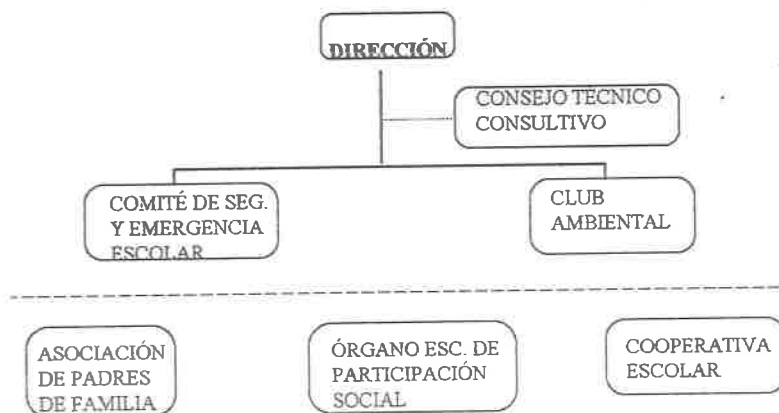 DIRECCIÓN
CONSEJO TÉCNICO
CONSULTIVO
COMITÉ DE SEG.
Y EMERGENCIA
ESCOLAR
CLUB
AMBIENTAL
ASOCIACIÓN
DE PADRES
DE FAMILIA
ÓRGANO ESC. DE
PARTICIPACIÓN
SOCIAL
COOPERATIVA
ESCOLAR